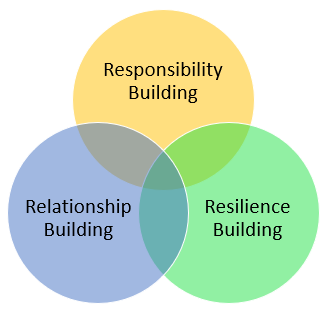 Responsibility
Building
Relationship
Building
Resilience
Building